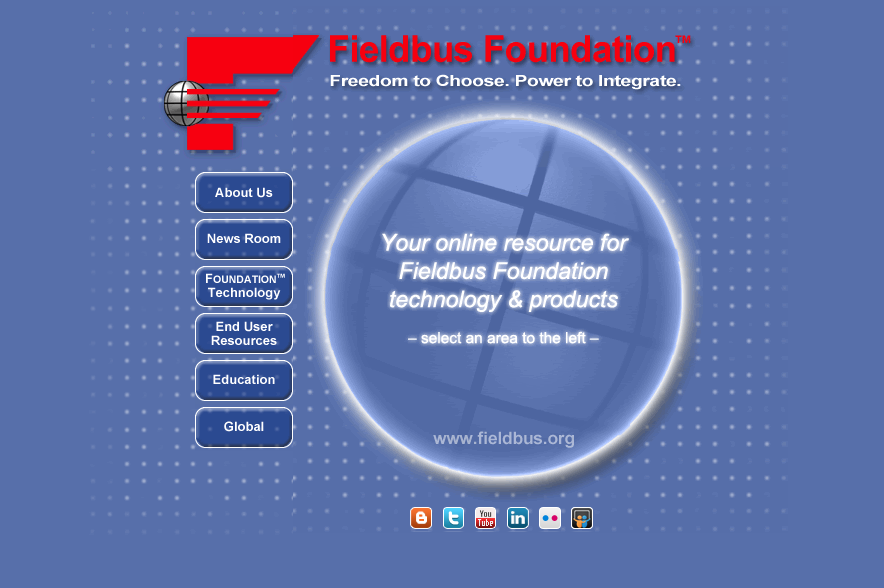 Fieldbus Foundation™
Freedom to Choose. Power to Integrate.
About Us
News Room
FOUNDATION™
Technology
End User
Resources
Education
Global
Your online resource for
Fieldbus Foundation
technology & products
– select an area to the left –
www.fieldbus.org
You
Tube
in